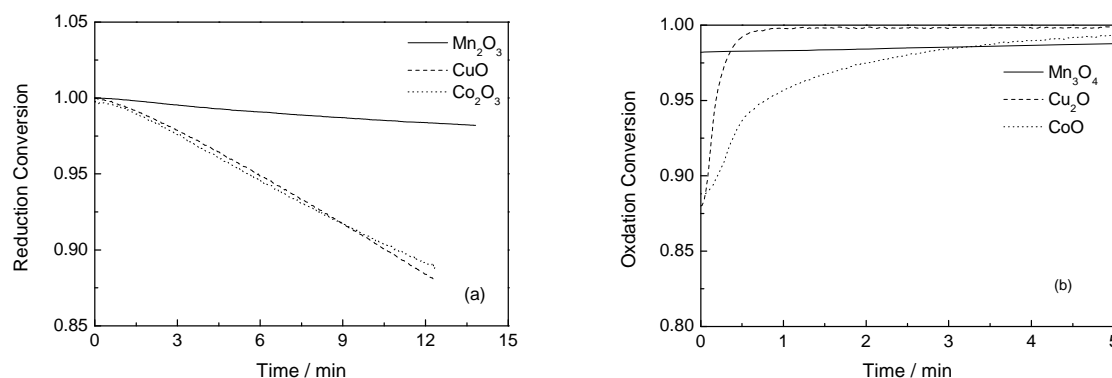 1.05
1.00
0.95
0.90
0.85
Reduction Conversion
Mn₂O₃
CuO
Co₂O₃
(a)
0 3 6 9 12 15
Time / min
1.00
0.95
0.90
0.85
0.80
Oxdation Conversion
Mn₃O₄
Cu₂O
CoO
(b)
0 1 2 3 4 5
Time / min